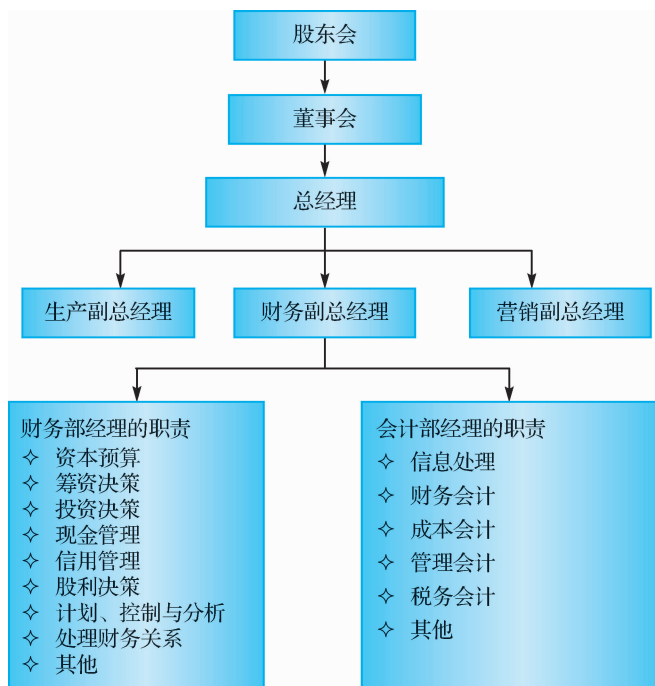 股东会
董事会
总经理
生产副总经理
财务副总经理
营销副总经理
财务部经理的职责
✧ 资本预算
✧ 筹资决策
✧ 投资决策
✧ 现金管理
✧ 信用管理
✧ 股利决策
✧ 计划、控制与分析
✧ 处理财务关系
✧ 其他
会计部经理的职责
✧ 信息处理
✧ 财务会计
✧ 成本会计
✧ 管理会计
✧ 税务会计
✧ 其他